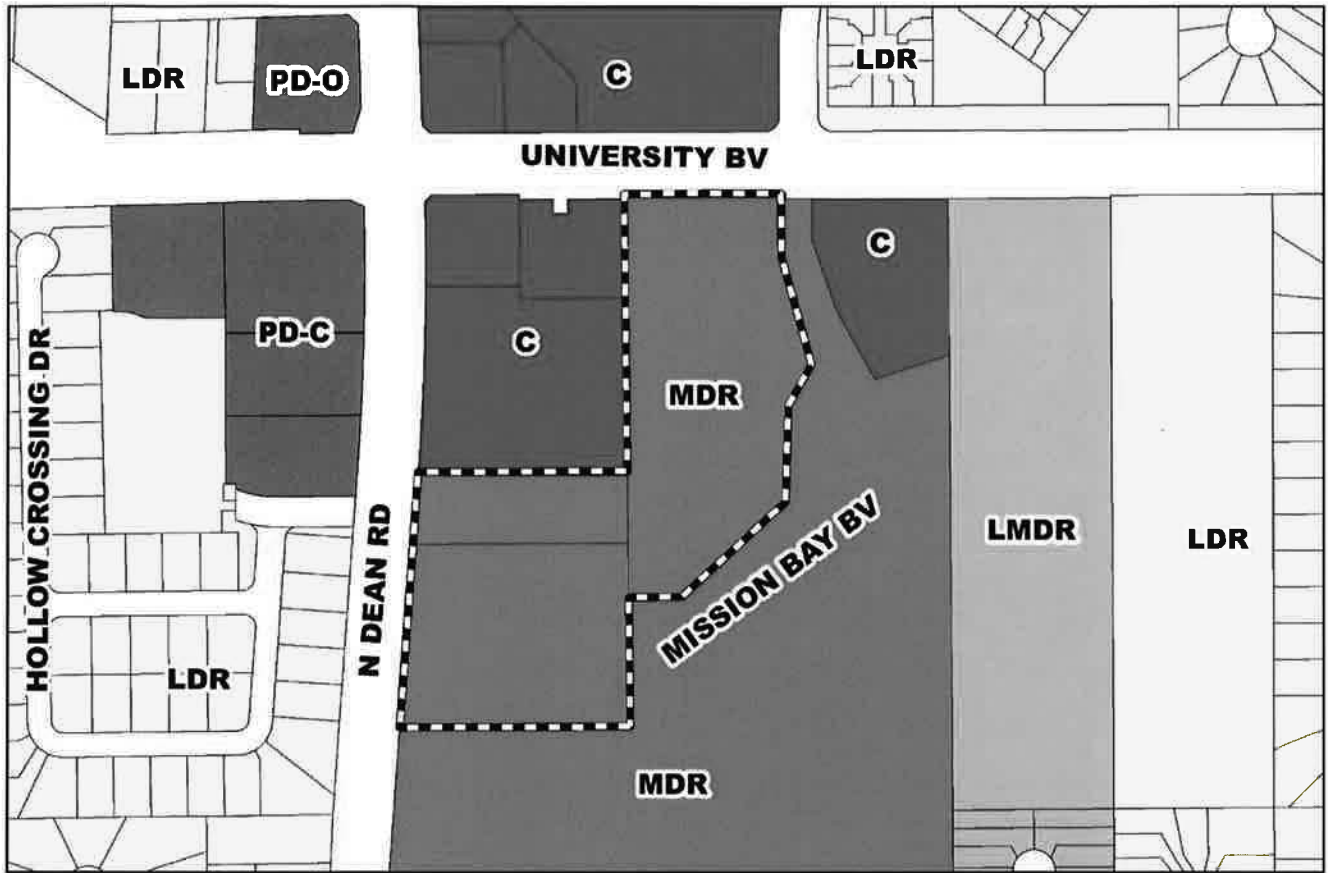 LDR
PD-O
C
LDR
UNIVERSITY BV
C
PD-C
C
MDR
HOLLOW CROSSING DR
N DEAN RD
MISSION BAY BV
LMDR
LDR
LDR
MDR